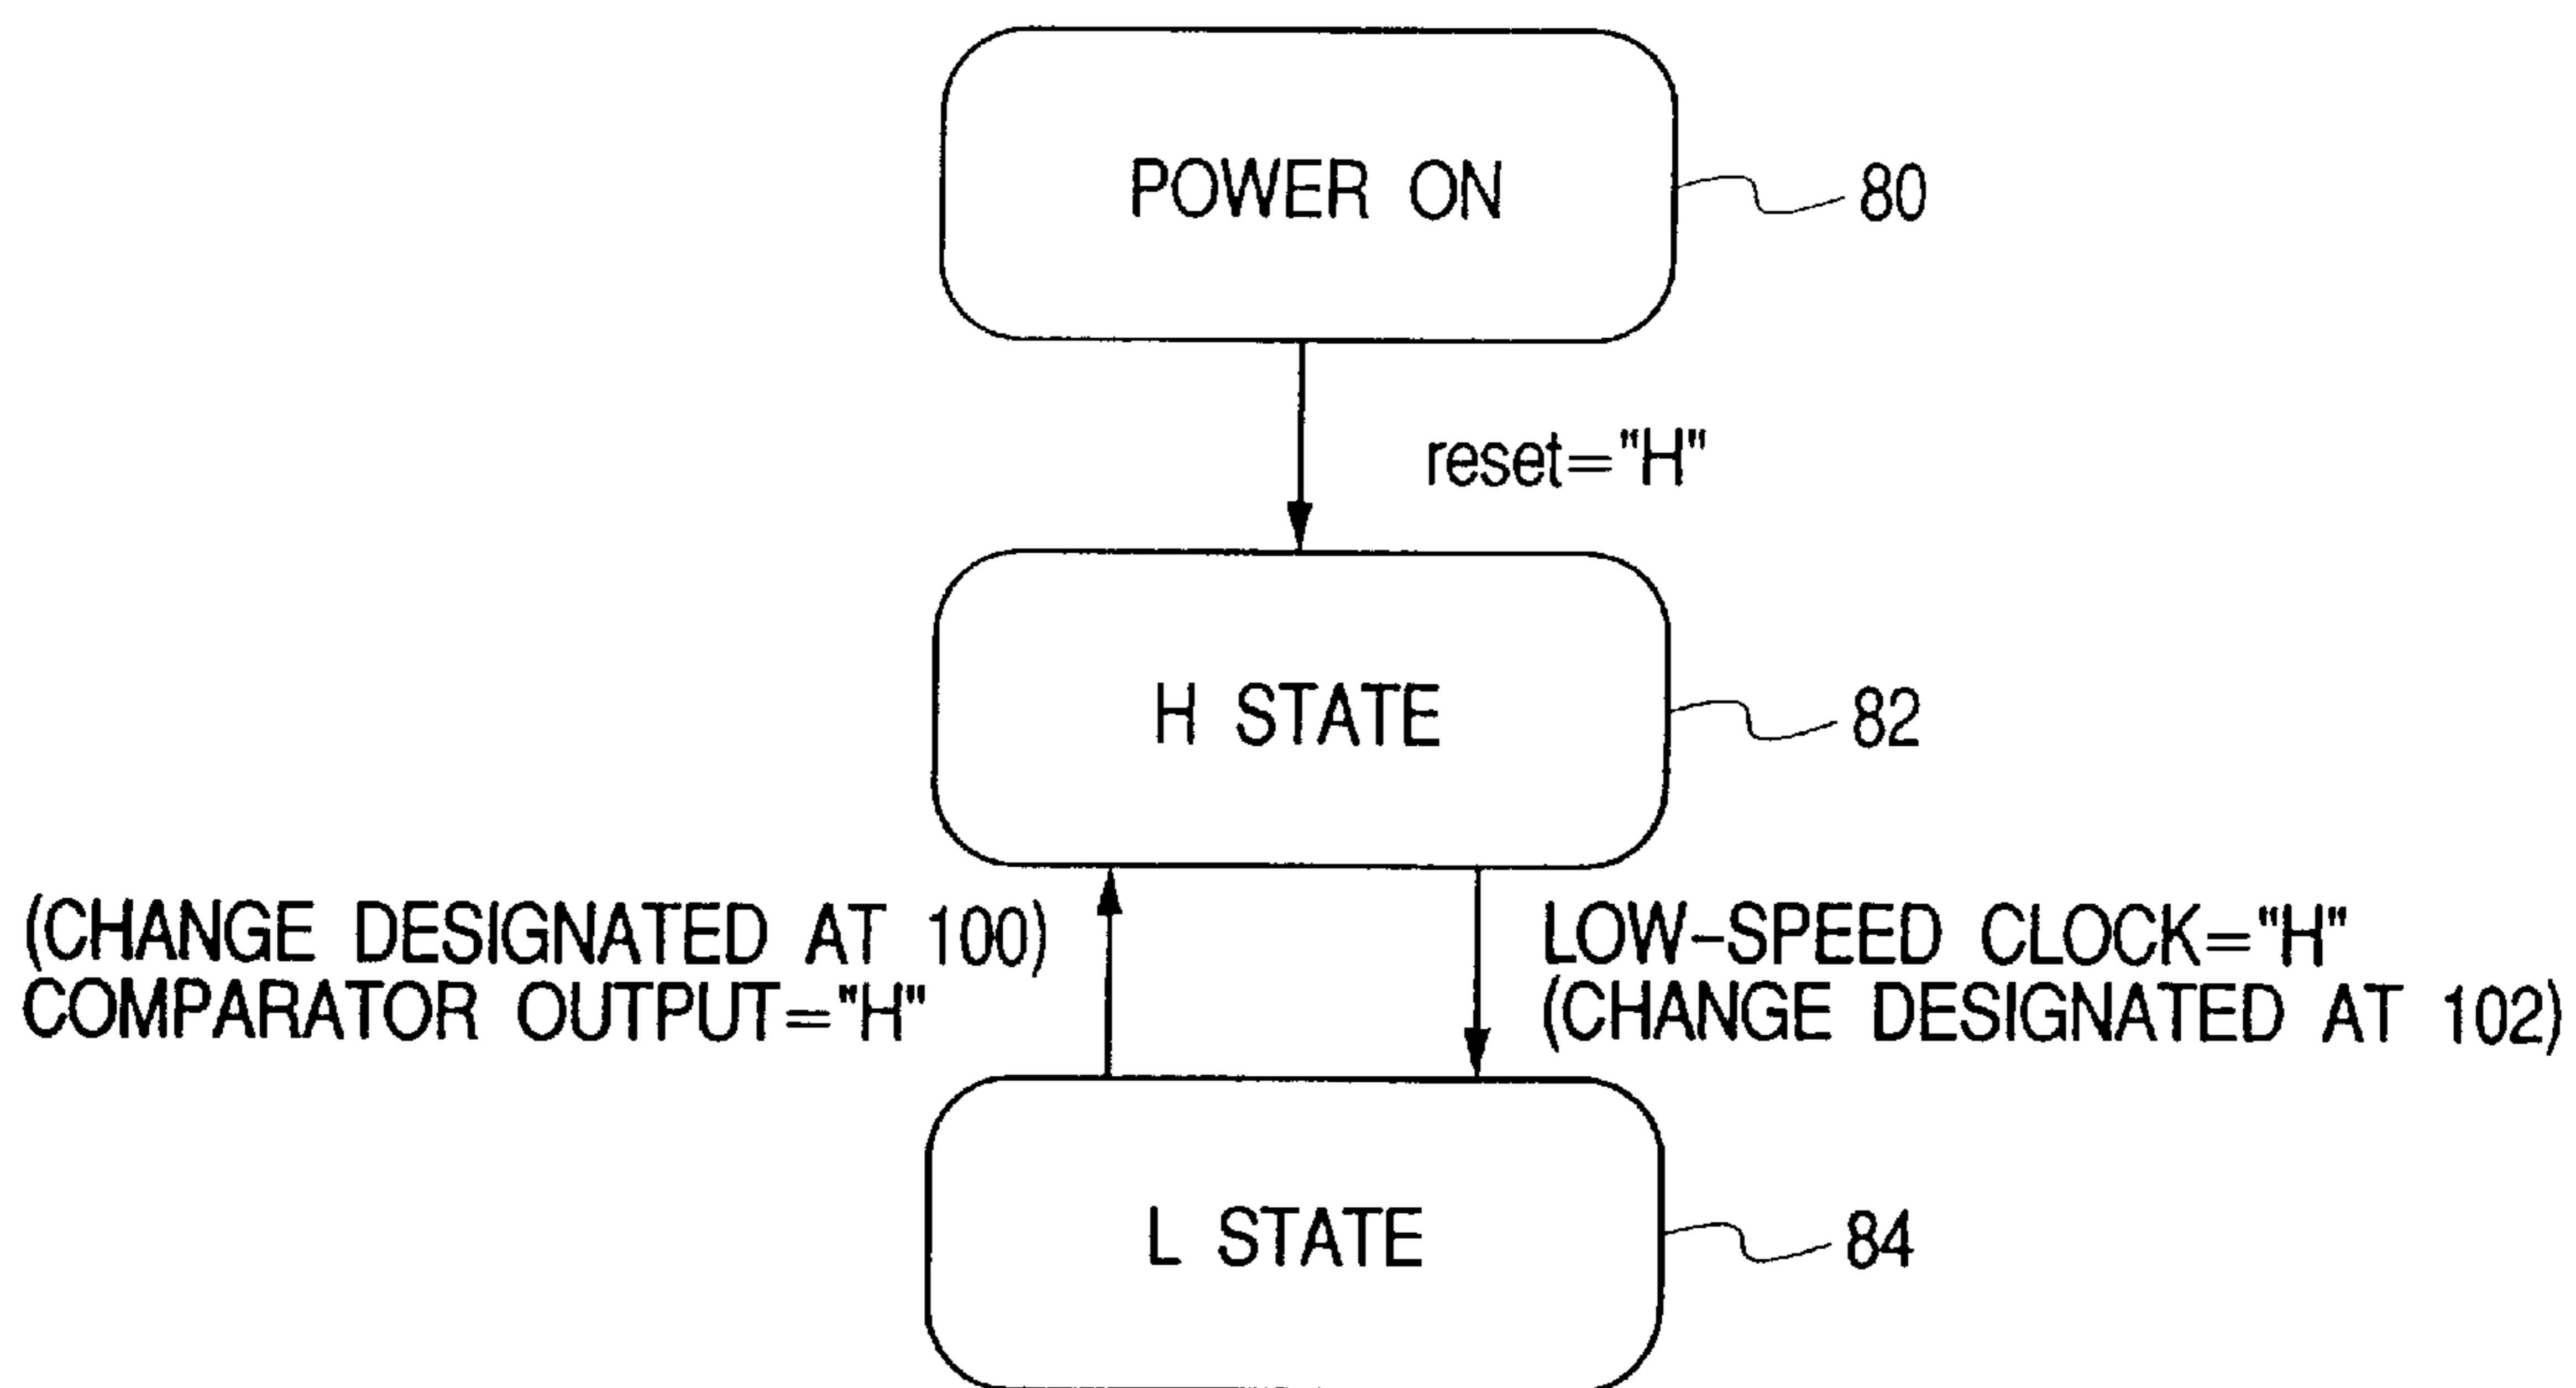 POWER ON
80
reset="H"
H STATE
82
(CHANGE DESIGNATED AT 100)
COMPARATOR OUTPUT="H"
LOW-SPEED CLOCK="H"
(CHANGE DESIGNATED AT 102)
L STATE
84